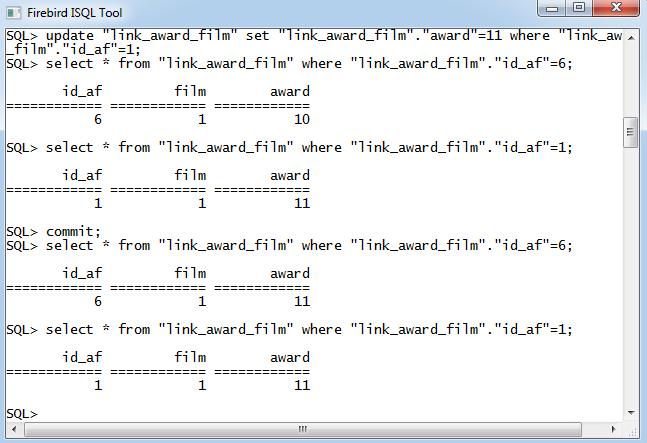 Firebird ISQL Tool
SQL> update "link_award_film" set "link_award_film"."award"=11 where "link_aw
_film"."id_af"=1;
SQL> select * from "link_award_film" where "link_award_film"."id_af"=6;
id_af film award
============ ============ ============
6 1 10
SQL> select * from "link_award_film" where "link_award_film"."id_af"=1;
id_af film award
============ ============ ============
1 1 11
SQL> commit;
SQL> select * from "link_award_film" where "link_award_film"."id_af"=6;
id_af film award
============ ============ ============
6 1 11
SQL> select * from "link_award_film" where "link_award_film"."id_af"=1;
id_af film award
============ ============ ============
1 1 11
SQL>